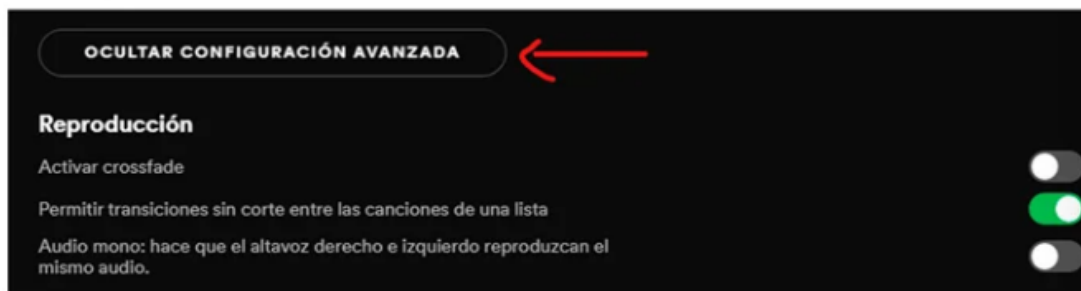 OCULTAR CONFIGURACIÓN AVANZADA
Reproducción
Activar crossfade
Permitir transiciones sin corte entre las canciones de una lista
Audio mono: hace que el altavoz derecho e izquierdo reproduzcan el
mismo audio.